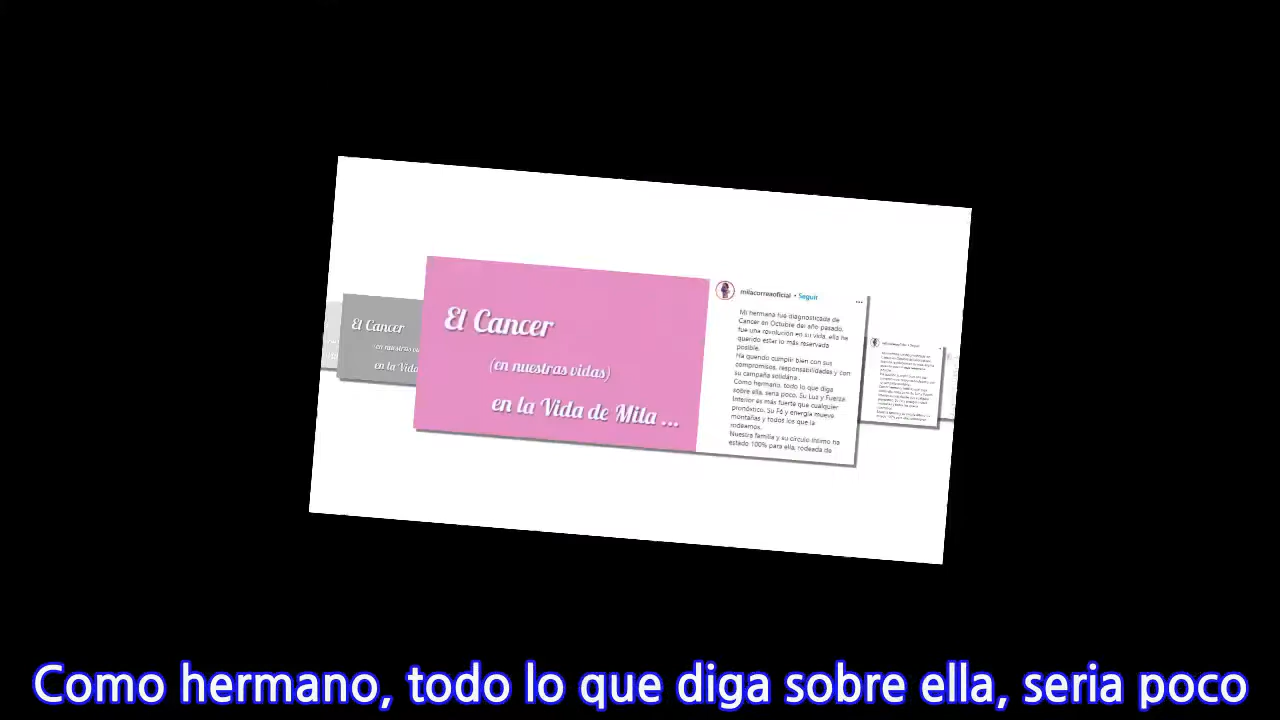 El Cancer
(en nuestras vidas)
en la Vida de Mila ...
milacorreaoficial • Seguir
...
Mi hermana fue diagnosticada de
Cancer en Octubre del año pasado,
fue una revolución en su vida, ella ha
querido estar lo más reservada
posible.
Ha querido cumplir bien con sus
compromisos, responsabilidades y con
su campaña solidaria .
Como hermano, todo lo que diga
sobre ella, seria poco. Su Luz y Fuerza
Interior es más fuerte que cualquier
pronóstico. Su Fé y energía mueve
montañas y todos los que la
rodeamos.
Nuestra familia y su círculo íntimo ha
estado 100% para ella, rodeada de
El Cancer
en la Vida
Como hermano, todo lo que diga sobre ella, seria poco